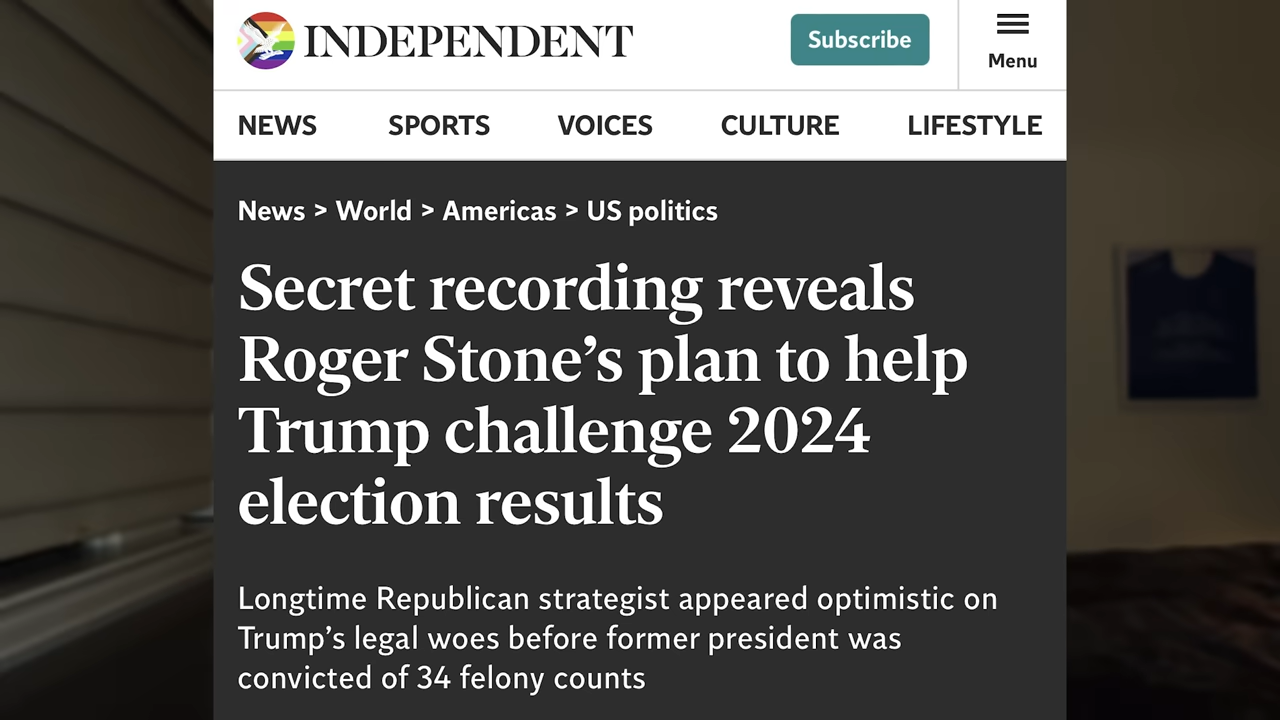 INDEPENDENT
Subscribe
Menu
NEWS SPORTS VOICES CULTURE LIFESTYLE
News > World > Americas > US politics
Secret recording reveals
Roger Stone’s plan to help
Trump challenge 2024
election results
Longtime Republican strategist appeared optimistic on
Trump’s legal woes before former president was
convicted of 34 felony counts